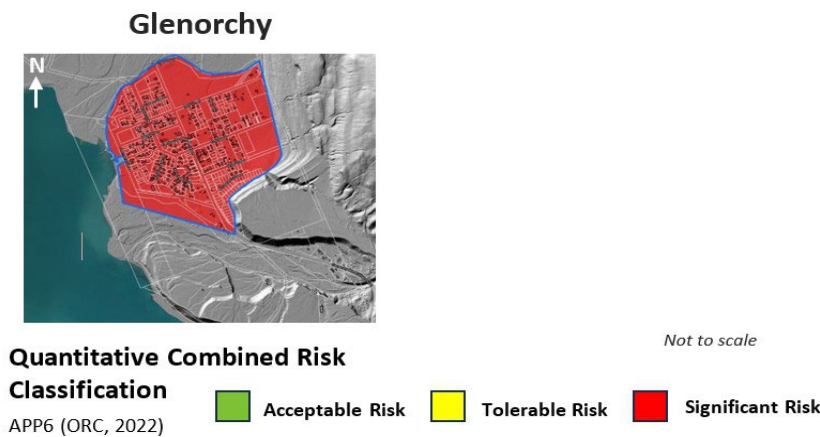 Glenorchy
N
Not to scale
Quantitative Combined Risk
Classification
APP6 (ORC, 2022)
Acceptable Risk
Tolerable Risk
Significant Risk